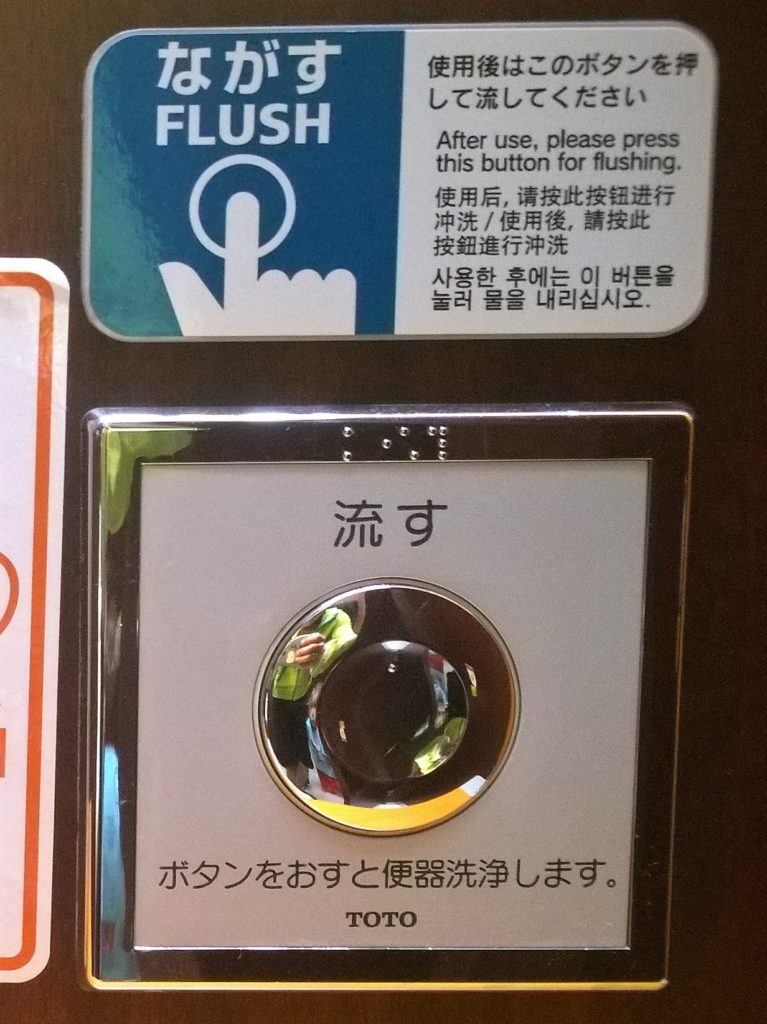 ながす
FLUSH
使用後はこのボタンを押
して流してください
After use, please press
this button for flushing.
使用后, 请按此按钮进行
冲洗 / 使用後, 請按此
按鈕進行沖洗
사용한 후에는 이 버튼을
눌러 물을 내리십시오.
流す
ボタンをおすと便器洗浄します。
TOTO